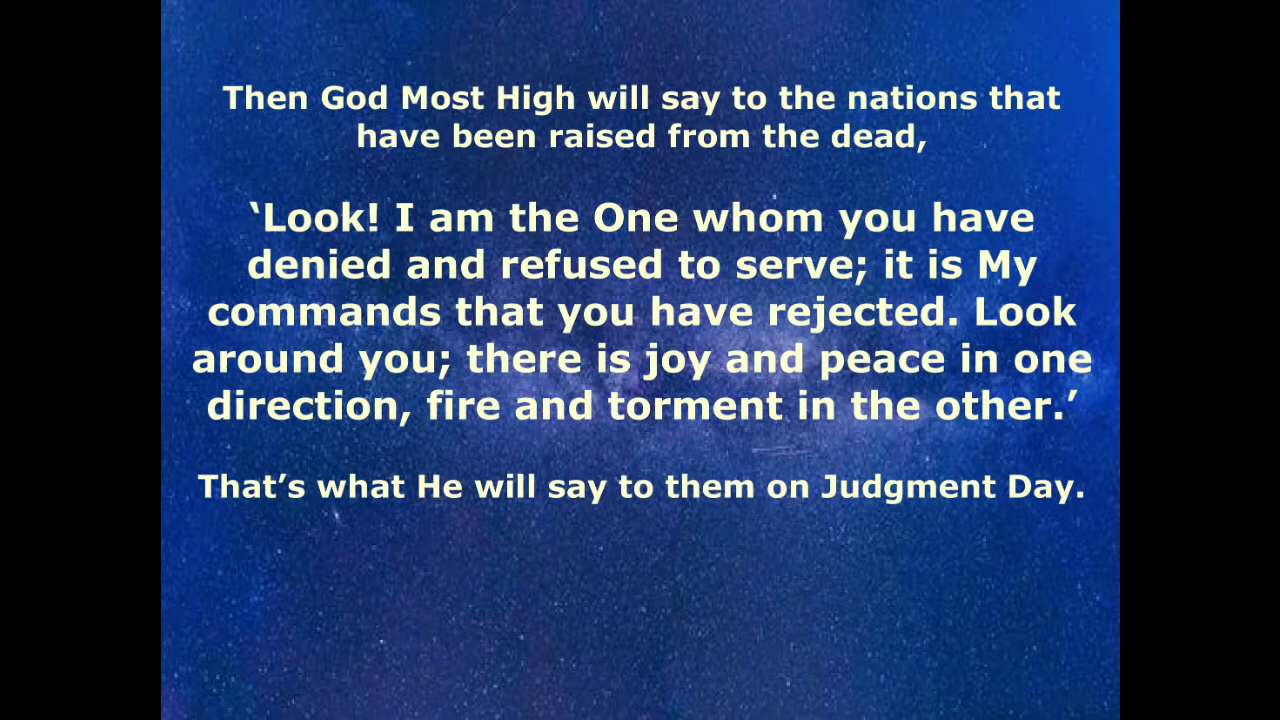 Then God Most High will say to the nations that
have been raised from the dead,
‘Look! I am the One whom you have
denied and refused to serve; it is My
commands that you have rejected. Look
around you; there is joy and peace in one
direction, fire and torment in the other.’
That’s what He will say to them on Judgment Day.